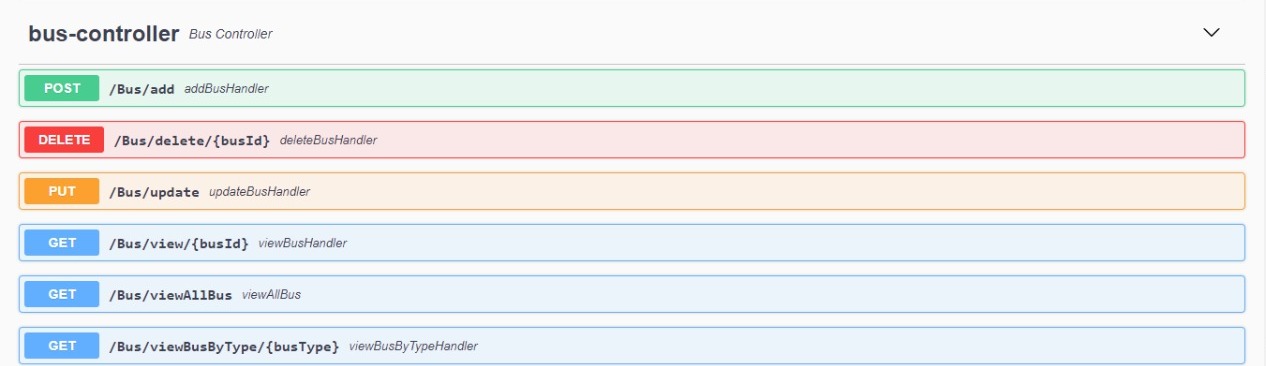 bus-controller Bus Controller
POST /Bus/add addBusHandler
DELETE /Bus/delete/{busId} deleteBusHandler
PUT /Bus/update updateBusHandler
GET /Bus/view/{busId} viewBusHandler
GET /Bus/viewAllBus viewAllBus
GET /Bus/viewBusByType/{busType} viewBusByTypeHandler